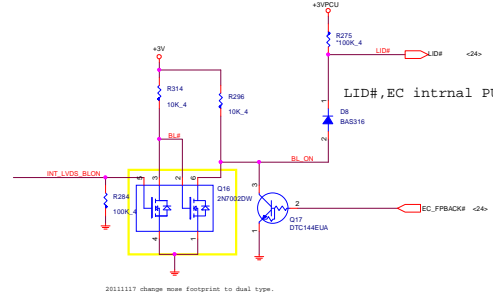 +3VPCU
R275
*100K_4
LID#
LID#
<24>
+3V
R314
10K_4
R296
10K_4
LID#,EC intrnal PU
1
D8
BAS316
2
BL#
BL_ON
INT_LVDS_BLON
5
3
2
6
Q16
2N7002DW
R284
100K_4
4
1
3
2
Q17
DTC144EUA
1
EC_FPBACK#
<24>
20111117 change mose footprint to dual type.